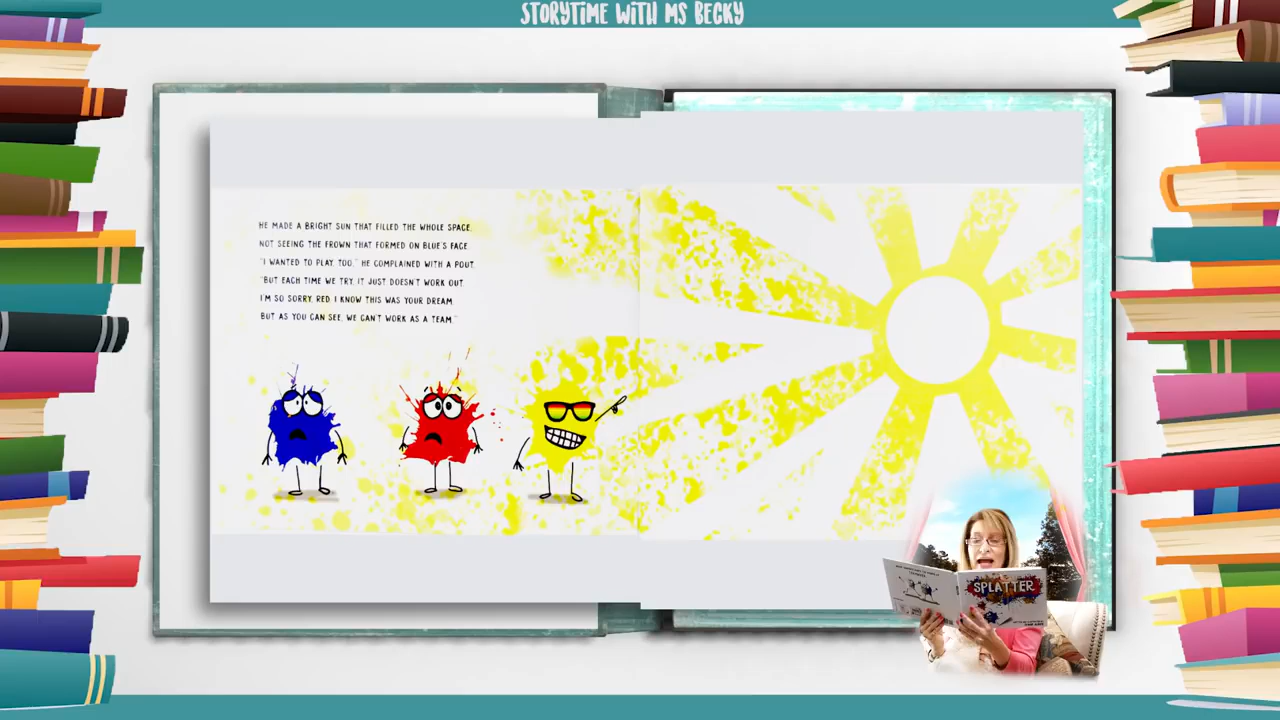 STORYTIME WITH MS BECKY
HE MADE A BRIGHT SUN THAT FILLED THE WHOLE SPACE,
NOT SEEING THE FROWN THAT FORMED ON BLUE'S FACE.
"I WANTED TO PLAY, TOO," HE COMPLAINED WITH A POUT.
"BUT EACH TIME WE TRY, IT JUST DOESN'T WORK OUT.
I'M SO SORRY, RED. I KNOW THIS WAS YOUR DREAM.
BUT AS YOU CAN SEE, WE CAN'T WORK AS A TEAM."
SPLATTER